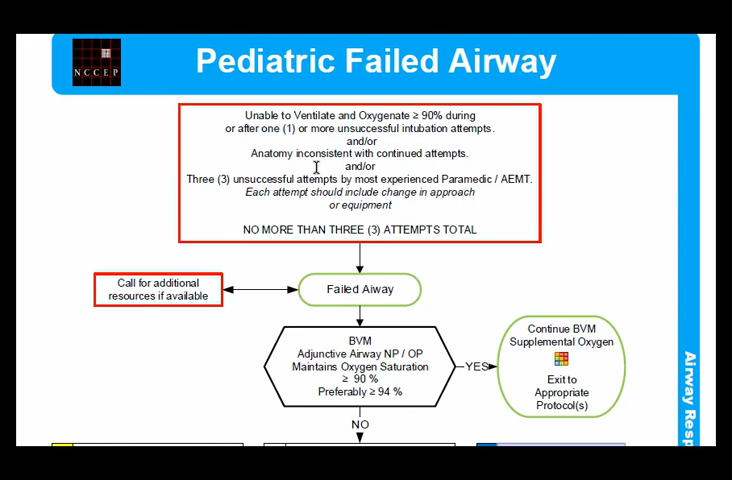 NCCEP
Pediatric Failed Airway
Unable to Ventilate and Oxygenate ≥ 90% during
or after one (1) or more unsuccessful intubation attempts.
and/or
Anatomy inconsistent with continued attempts.
and/or
Three (3) unsuccessful attempts by most experienced Paramedic / AEMT.
Each attempt should include change in approach
or equipment
NO MORE THAN THREE (3) ATTEMPTS TOTAL
Call for additional
resources if available
Failed Aiway
BVM
Adjunctive Airway NP / OP
Maintains Oxygen Saturation
≥ 90 %
Preferably ≥ 94 %
YES
Continue BVM
Supplemental Oxygen
Exit to
Appropriate
Protocol(s)
NO
Airway Resp